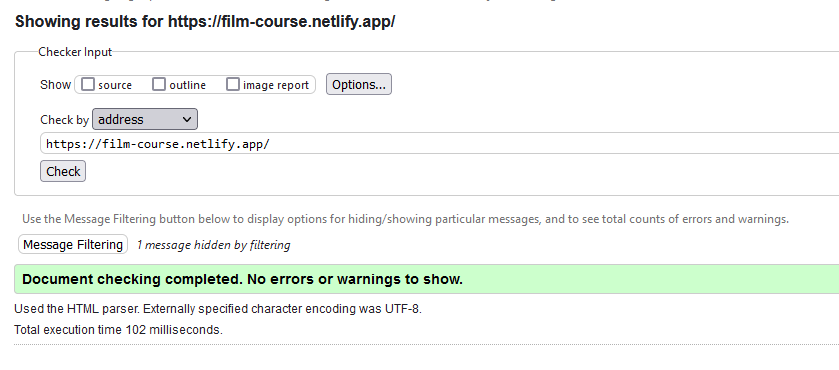 Showing results for https://film-course.netlify.app/
Checker Input
Show source outline image report Options...
Check by address
https://film-course.netlify.app/
Check
Use the Message Filtering button below to display options for hiding/showing particular messages, and to see total counts of errors and warnings.
Message Filtering 1 message hidden by filtering
Document checking completed. No errors or warnings to show.
Used the HTML parser. Externally specified character encoding was UTF-8.
Total execution time 102 milliseconds.